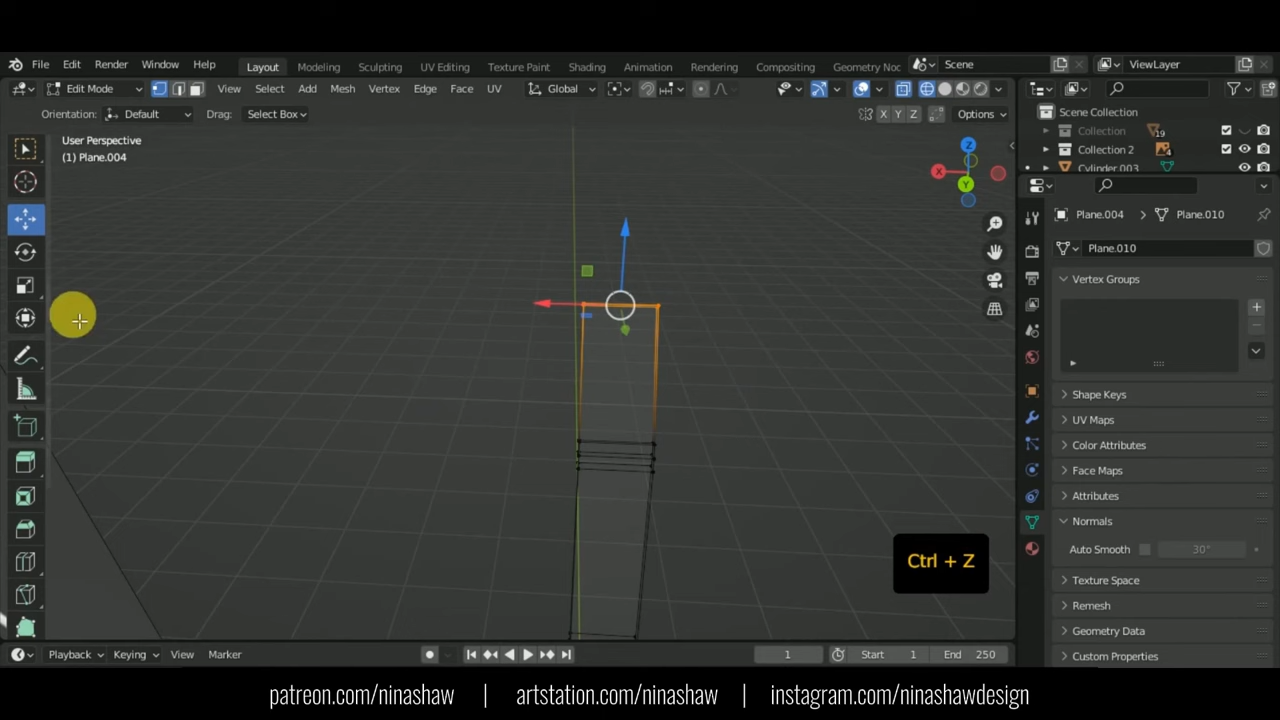 File Edit Render Window Help Layout Modeling Sculpting UV Editing Texture Paint Shading Animation Rendering Compositing Geometry Noc Scene ViewLayer
Edit Mode View Select Add Mesh Vertex Edge Face UV Global
Orientation: Default Drag: Select Box X Y Z Options
User Perspective
(1) Plane.004
Z
X
Y
Scene Collection
Collection 19
Collection 2 4
Cylinder.003
Plane.004 Plane.010
Plane.010
Vertex Groups
Shape Keys
UV Maps
Color Attributes
Face Maps
Attributes
Normals
Auto Smooth 30°
Texture Space
Remesh
Geometry Data
Custom Properties
Ctrl + Z
Playback Keying View Marker 1 Start 1 End 250
patreon.com/ninashaw | artstation.com/ninashaw | instagram.com/ninashawdesign